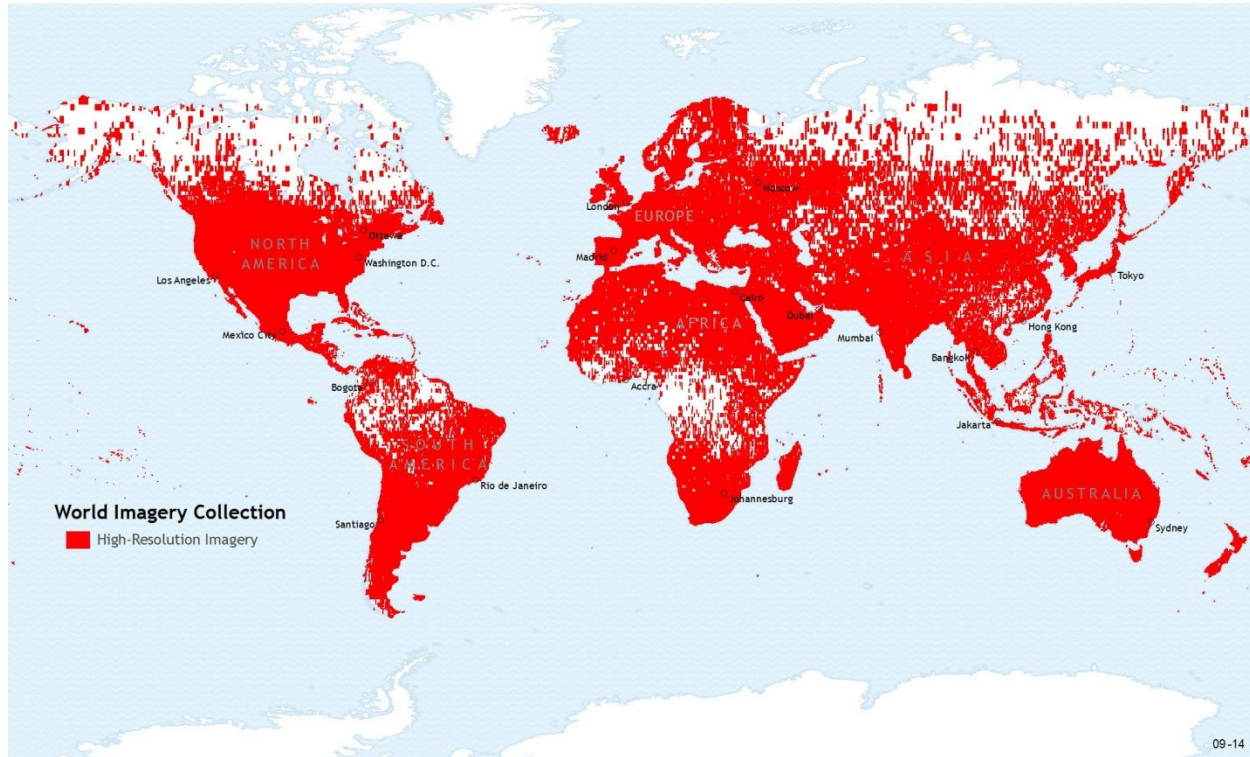 Moscow
London
EUROPE
Ottawa
NORTH
AMERICA
Washington D.C.
Madrid
ASIA
Los Angeles
Tokyo
Cairo
Dubai
AFRICA
Mexico City
Mumbai
Hong Kong
Bangkok
Bogota
Accra
Jakarta
SOUTH
AMERICA
Rio de Janeiro
Johannesburg
AUSTRALIA
World Imagery Collection
Santiago
Sydney
High-Resolution Imagery
09-14